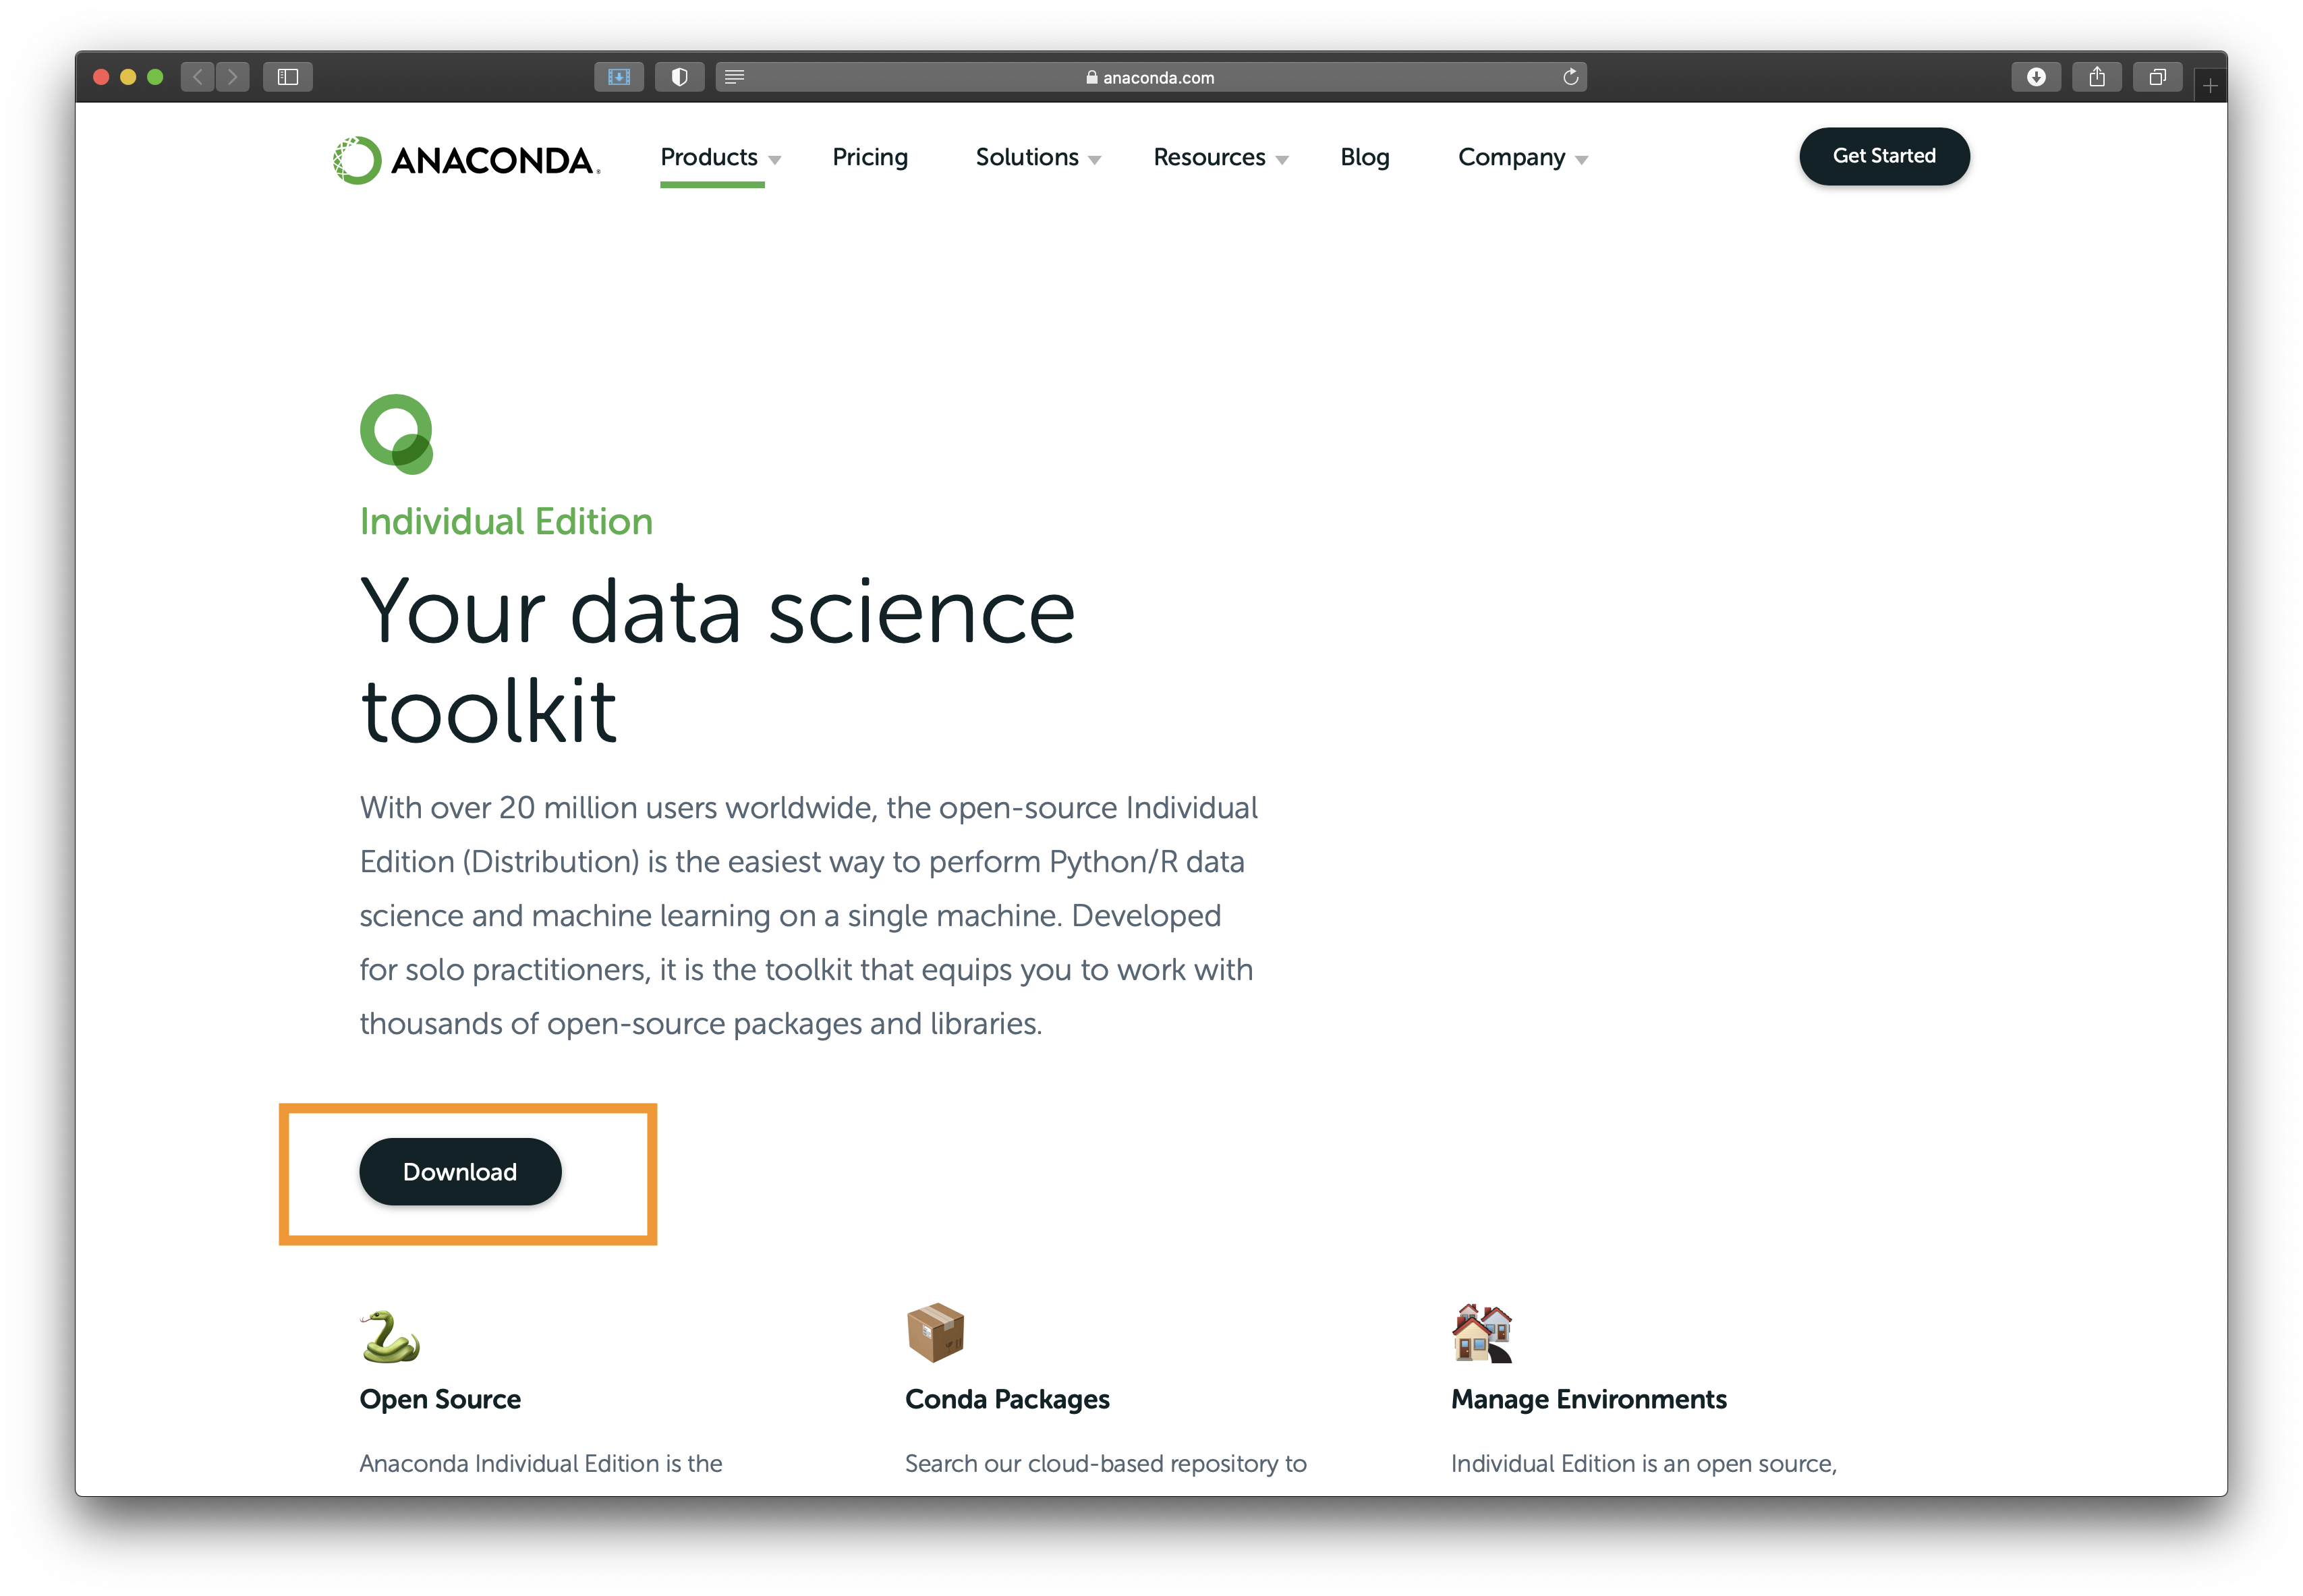 anaconda.com
ANACONDA.
Products
Pricing
Solutions
Resources
Blog
Company
Get Started
Individual Edition
Your data science
toolkit
With over 20 million users worldwide, the open-source Individual
Edition (Distribution) is the easiest way to perform Python/R data
science and machine learning on a single machine. Developed
for solo practitioners, it is the toolkit that equips you to work with
thousands of open-source packages and libraries.
Download
Open Source
Anaconda Individual Edition is the
Conda Packages
Search our cloud-based repository to
Manage Environments
Individual Edition is an open source,